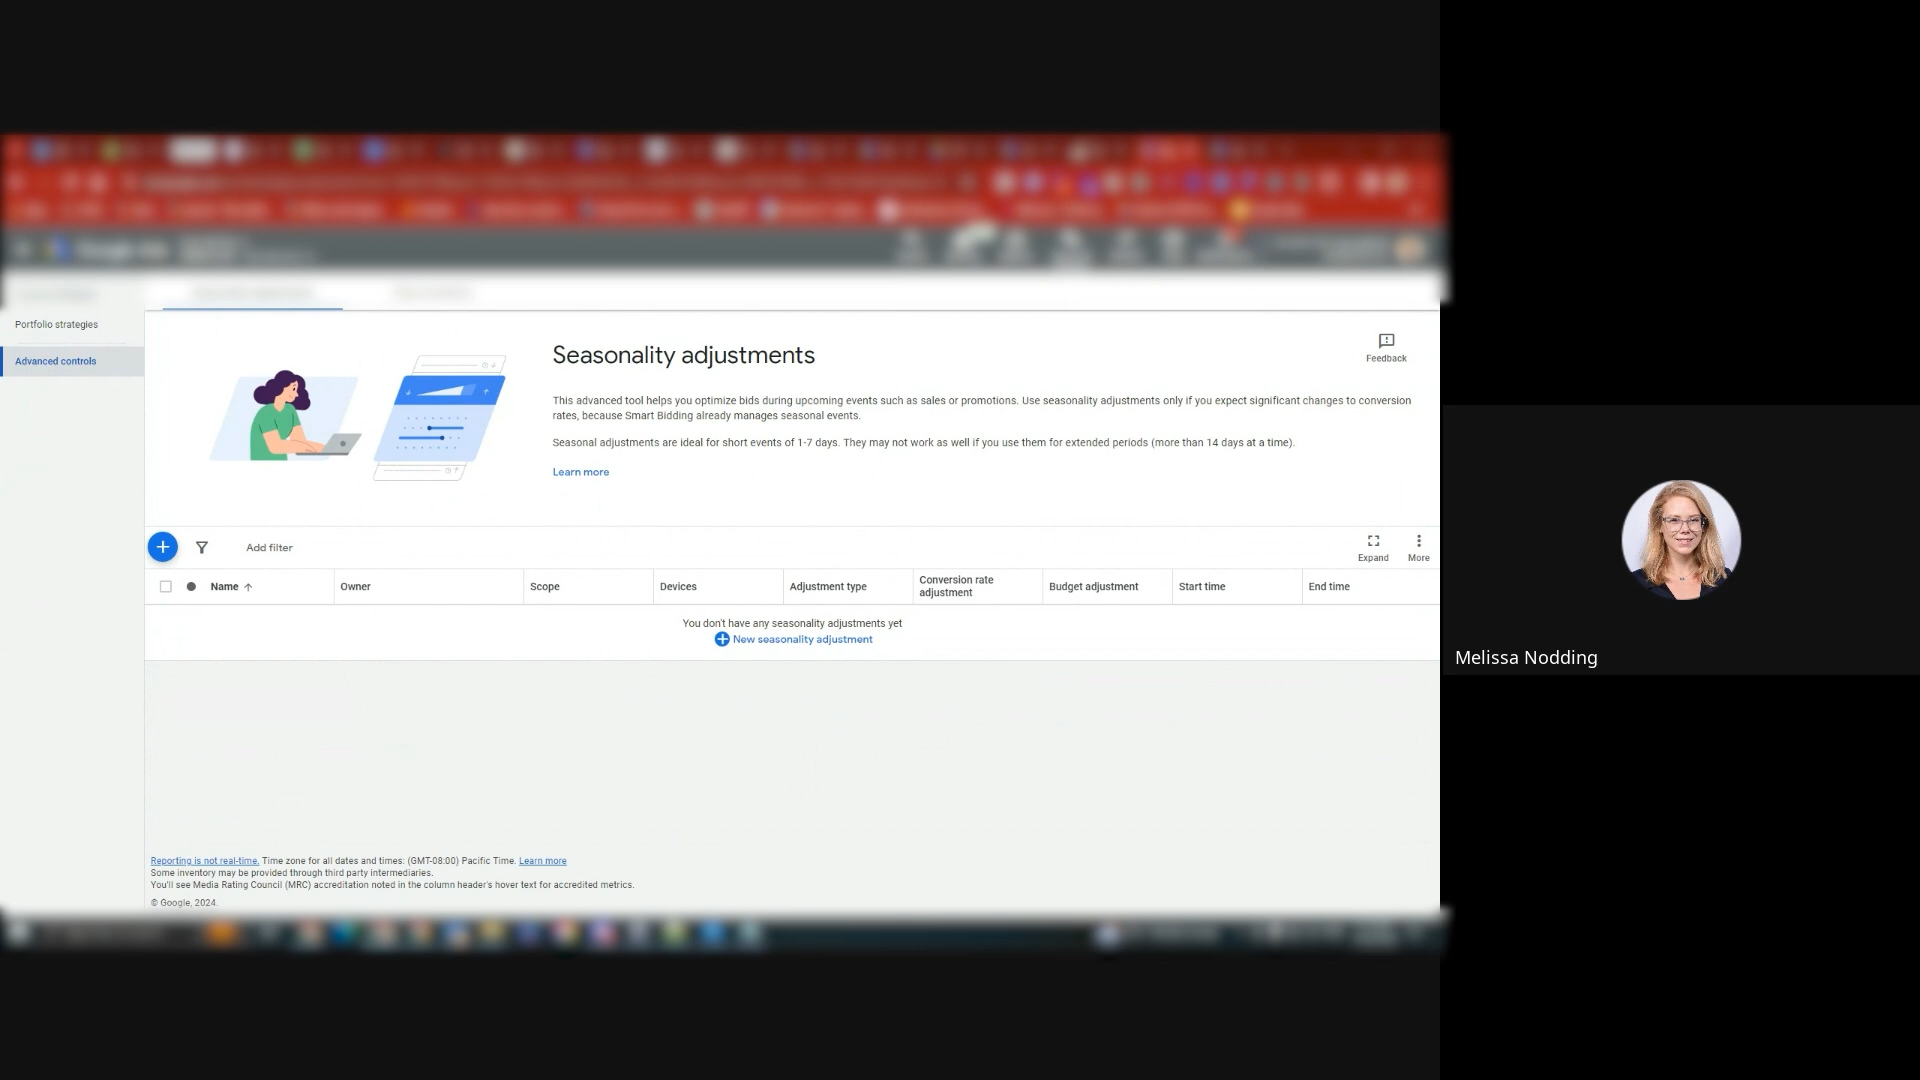 Portfolio strategies
Advanced controls
Seasonality adjustments
Feedback
This advanced tool helps you optimize bids during upcoming events such as sales or promotions. Use seasonality adjustments only if you expect significant changes to conversion
rates, because Smart Bidding already manages seasonal events.
Seasonal adjustments are ideal for short events of 1-7 days. They may not work as well if you use them for extended periods (more than 14 days at a time).
Learn more
Add filter
Expand
More
Name
Owner
Scope
Devices
Adjustment type
Conversion rate
adjustment
Budget adjustment
Start time
End time
You don't have any seasonality adjustments yet
New seasonality adjustment
Melissa Nodding
Reporting is not real-time. Time zone for all dates and times: (GMT-08:00) Pacific Time. Learn more
Some inventory may be provided through third party intermediaries.
You'll see Media Rating Council (MRC) accreditation noted in the column header's hover text for accredited metrics.
© Google, 2024.